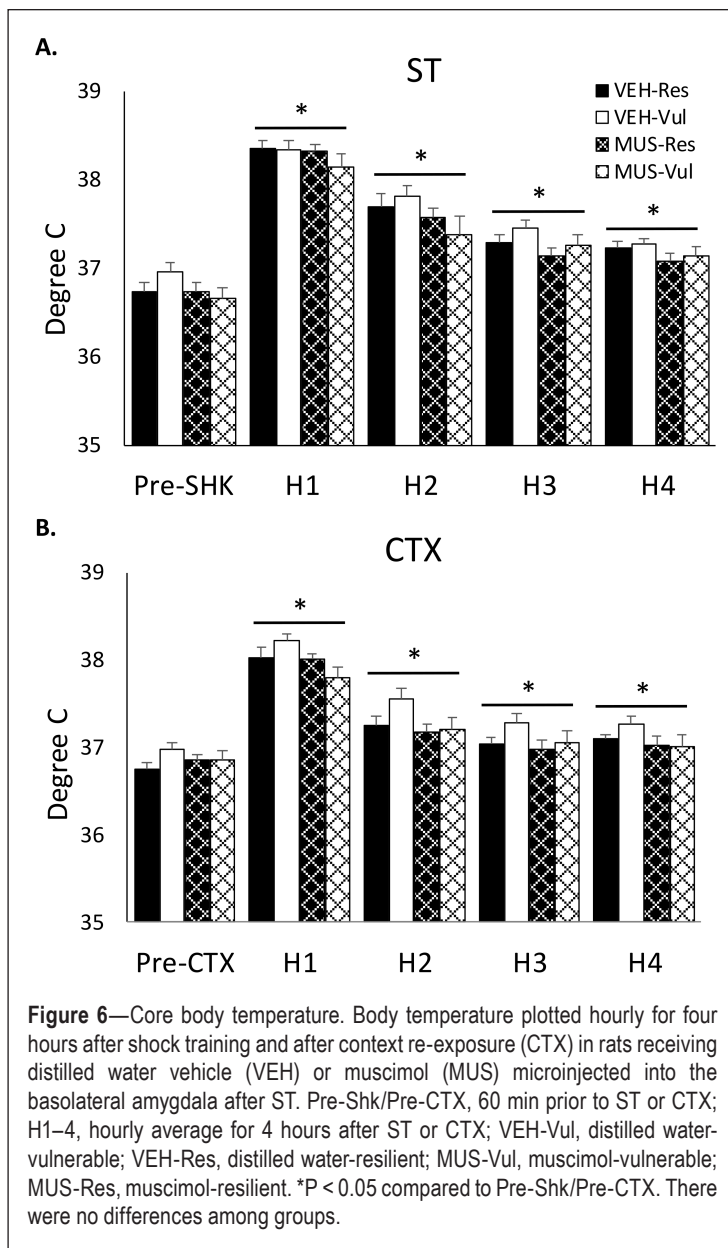 A.
ST
39
38
37
36
35
Degree C
VEH-Res
VEH-Vul
MUS-Res
MUS-Vul
*
*
*
*
Pre-SHK H1 H2 H3 H4
B.
CTX
39
38
37
36
35
Degree C
*
*
*
*
Pre-CTX H1 H2 H3 H4
Figure 6—Core body temperature. Body temperature plotted hourly for four
hours after shock training and after context re-exposure (CTX) in rats receiving
distilled water vehicle (VEH) or muscimol (MUS) microinjected into the
basolateral amygdala after ST. Pre-Shk/Pre-CTX, 60 min prior to ST or CTX;
H1–4, hourly average for 4 hours after ST or CTX; VEH-Vul, distilled water-
vulnerable; VEH-Res, distilled water-resilient; MUS-Vul, muscimol-vulnerable;
MUS-Res, muscimol-resilient. *P < 0.05 compared to Pre-Shk/Pre-CTX. There
were no differences among groups.